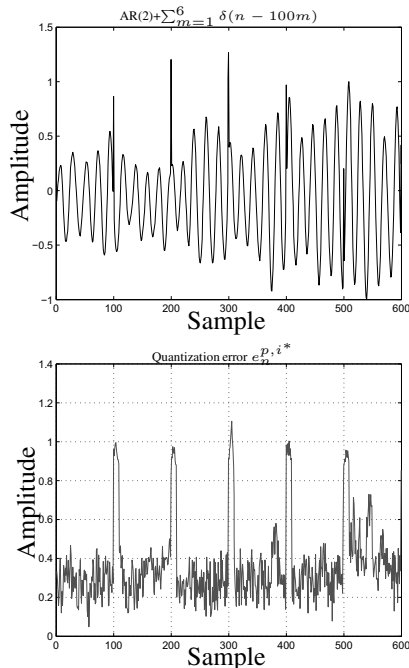 AR(2)+∑_{m=1}^{6} δ(n − 100m)
1.5
1
0.5
0
−0.5
−1
Amplitude
0 100 200 300 400 500 600
Sample
Quantization error e_n^{p,i*}
1.4
1.2
1
0.8
0.6
0.4
0.2
0
Amplitude
0 100 200 300 400 500 600
Sample